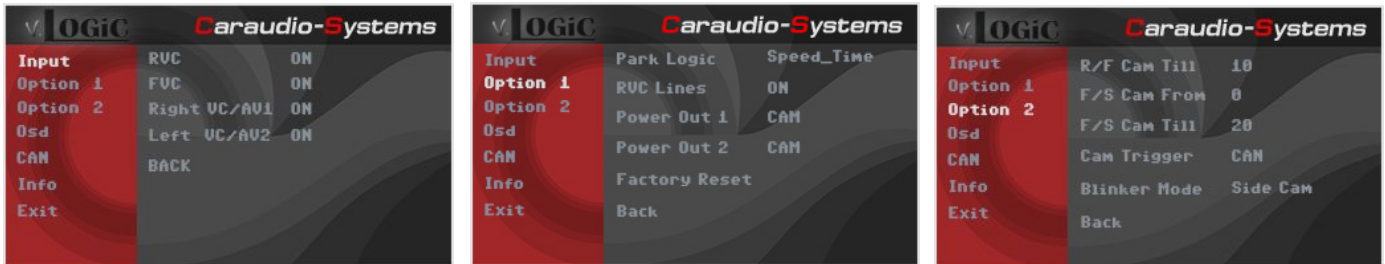 v.LOGiC Caraudio-Systems
Input RVC ON
Option 1 FVC ON
Option 2 Right VC/AV1 ON
Osd Left VC/AV2 ON
CAN BACK
Info
Exit
v.LOGiC Caraudio-Systems
Input Park Logic Speed_Time
Option 1 RVC Lines ON
Option 2 Power Out 1 CAM
Osd Power Out 2 CAM
CAN Factory Reset
Info Back
Exit
v.LOGiC Caraudio-Systems
Input R/F Cam Till 10
Option 1 F/S Cam From 0
Option 2 F/S Cam Till 20
Osd Cam Trigger CAN
CAN Blinker Mode Side Cam
Info Back
Exit